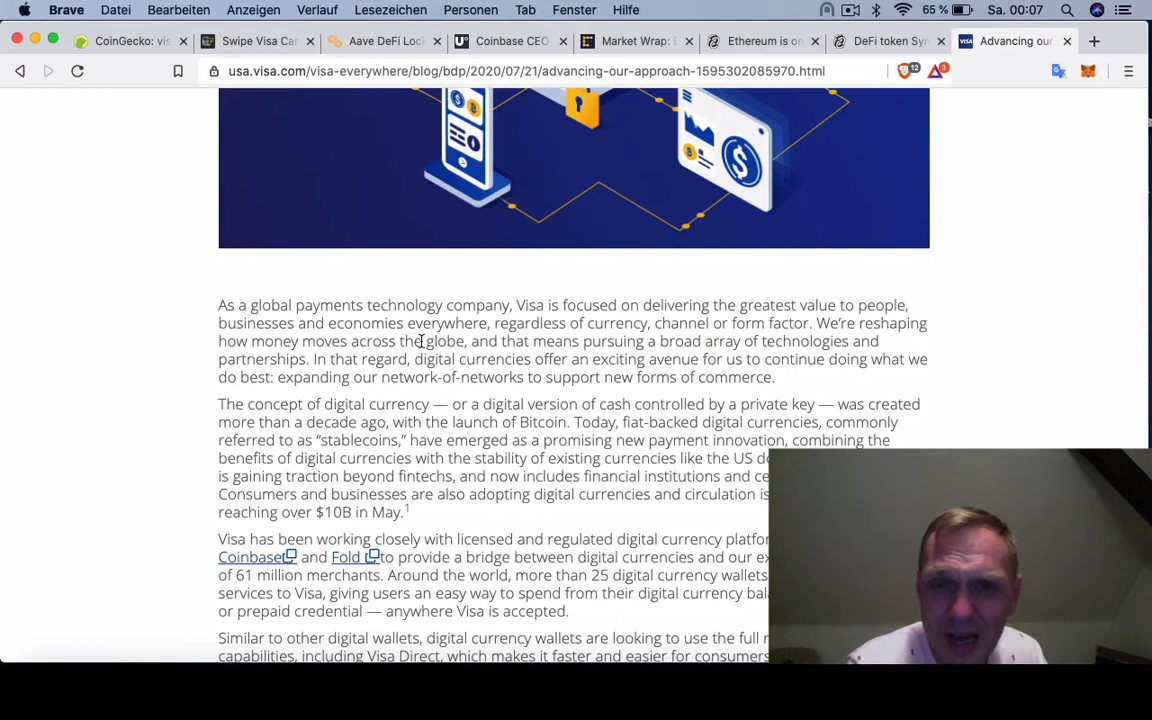 Brave Datei Bearbeiten Anzeigen Verlauf Lesezeichen Personen Tab Fenster Hilfe 65 % Sa. 00:07
CoinGecko: vis Swipe Visa Car Aave DeFi Lock Coinbase CEO Market Wrap: B Ethereum is on DeFi token Syn VISA Advancing our
usa.visa.com/visa-everywhere/blog/bdp/2020/07/21/advancing-our-approach-1595302085970.html 12 3
As a global payments technology company, Visa is focused on delivering the greatest value to people,
businesses and economies everywhere, regardless of currency, channel or form factor. We’re reshaping
how money moves across the globe, and that means pursuing a broad array of technologies and
partnerships. In that regard, digital currencies offer an exciting avenue for us to continue doing what we
do best: expanding our network-of-networks to support new forms of commerce.
The concept of digital currency — or a digital version of cash controlled by a private key — was created
more than a decade ago, with the launch of Bitcoin. Today, fiat-backed digital currencies, commonly
referred to as “stablecoins,” have emerged as a promising new payment innovation, combining the
benefits of digital currencies with the stability of existing currencies like the US do
is gaining traction beyond fintechs, and now includes financial institutions and ce
Consumers and businesses are also adopting digital currencies and circulation is
reaching over $10B in May.1
Visa has been working closely with licensed and regulated digital currency platfor
Coinbase and Fold to provide a bridge between digital currencies and our ex
of 61 million merchants. Around the world, more than 25 digital currency wallets
services to Visa, giving users an easy way to spend from their digital currency bal
or prepaid credential — anywhere Visa is accepted.
Similar to other digital wallets, digital currency wallets are looking to use the full r
capabilities, including Visa Direct, which makes it faster and easier for consumers